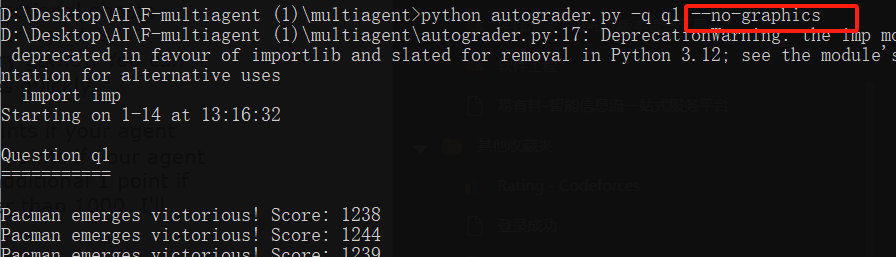 D:\Desktop\AI\F-multiagent (1)\multiagent>python autograder.py -q q1 --no-graphics
D:\Desktop\AI\F-multiagent (1)\multiagent\autograder.py:17: DeprecationWarning: the imp mo
deprecated in favour of importlib and slated for removal in Python 3.12; see the module's
ntation for alternative uses
import imp
Starting on 1-14 at 13:16:32
Question q1
===========
Pacman emerges victorious! Score: 1238
Pacman emerges victorious! Score: 1244
Pacman emerges victorious! Score: 1239